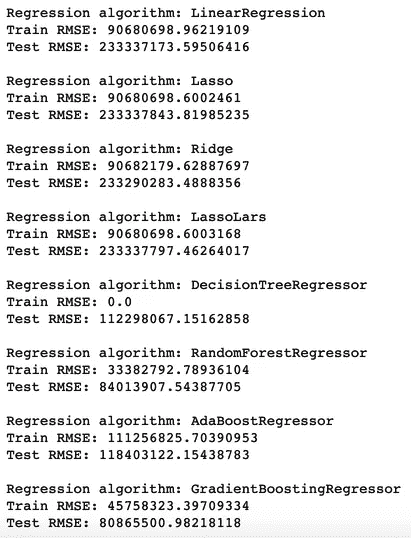 Regression algorithm: LinearRegression
Train RMSE: 90680698.96219109
Test RMSE: 233337173.59506416
Regression algorithm: Lasso
Train RMSE: 90680698.6002461
Test RMSE: 233337843.81985235
Regression algorithm: Ridge
Train RMSE: 90682179.62887697
Test RMSE: 233290283.4888356
Regression algorithm: LassoLars
Train RMSE: 90680698.6003168
Test RMSE: 233337797.46264017
Regression algorithm: DecisionTreeRegressor
Train RMSE: 0.0
Test RMSE: 112298067.15162858
Regression algorithm: RandomForestRegressor
Train RMSE: 33382792.78936104
Test RMSE: 84013907.54387705
Regression algorithm: AdaBoostRegressor
Train RMSE: 111256825.70390953
Test RMSE: 118403122.15438783
Regression algorithm: GradientBoostingRegressor
Train RMSE: 45758323.39709334
Test RMSE: 80865500.98218118